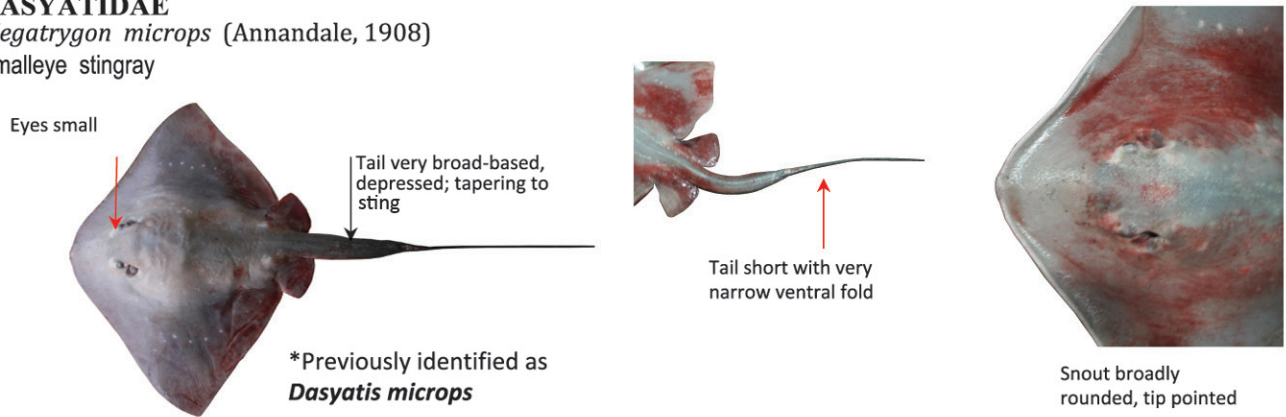 ASYATIDAE
egatrygon microps (Annandale, 1908)
malleye stingray
Eyes small
Tail very broad-based,
depressed; tapering to
sting
*Previously identified as
Dasyatis microps
Tail short with very
narrow ventral fold
Snout broadly
rounded, tip pointed